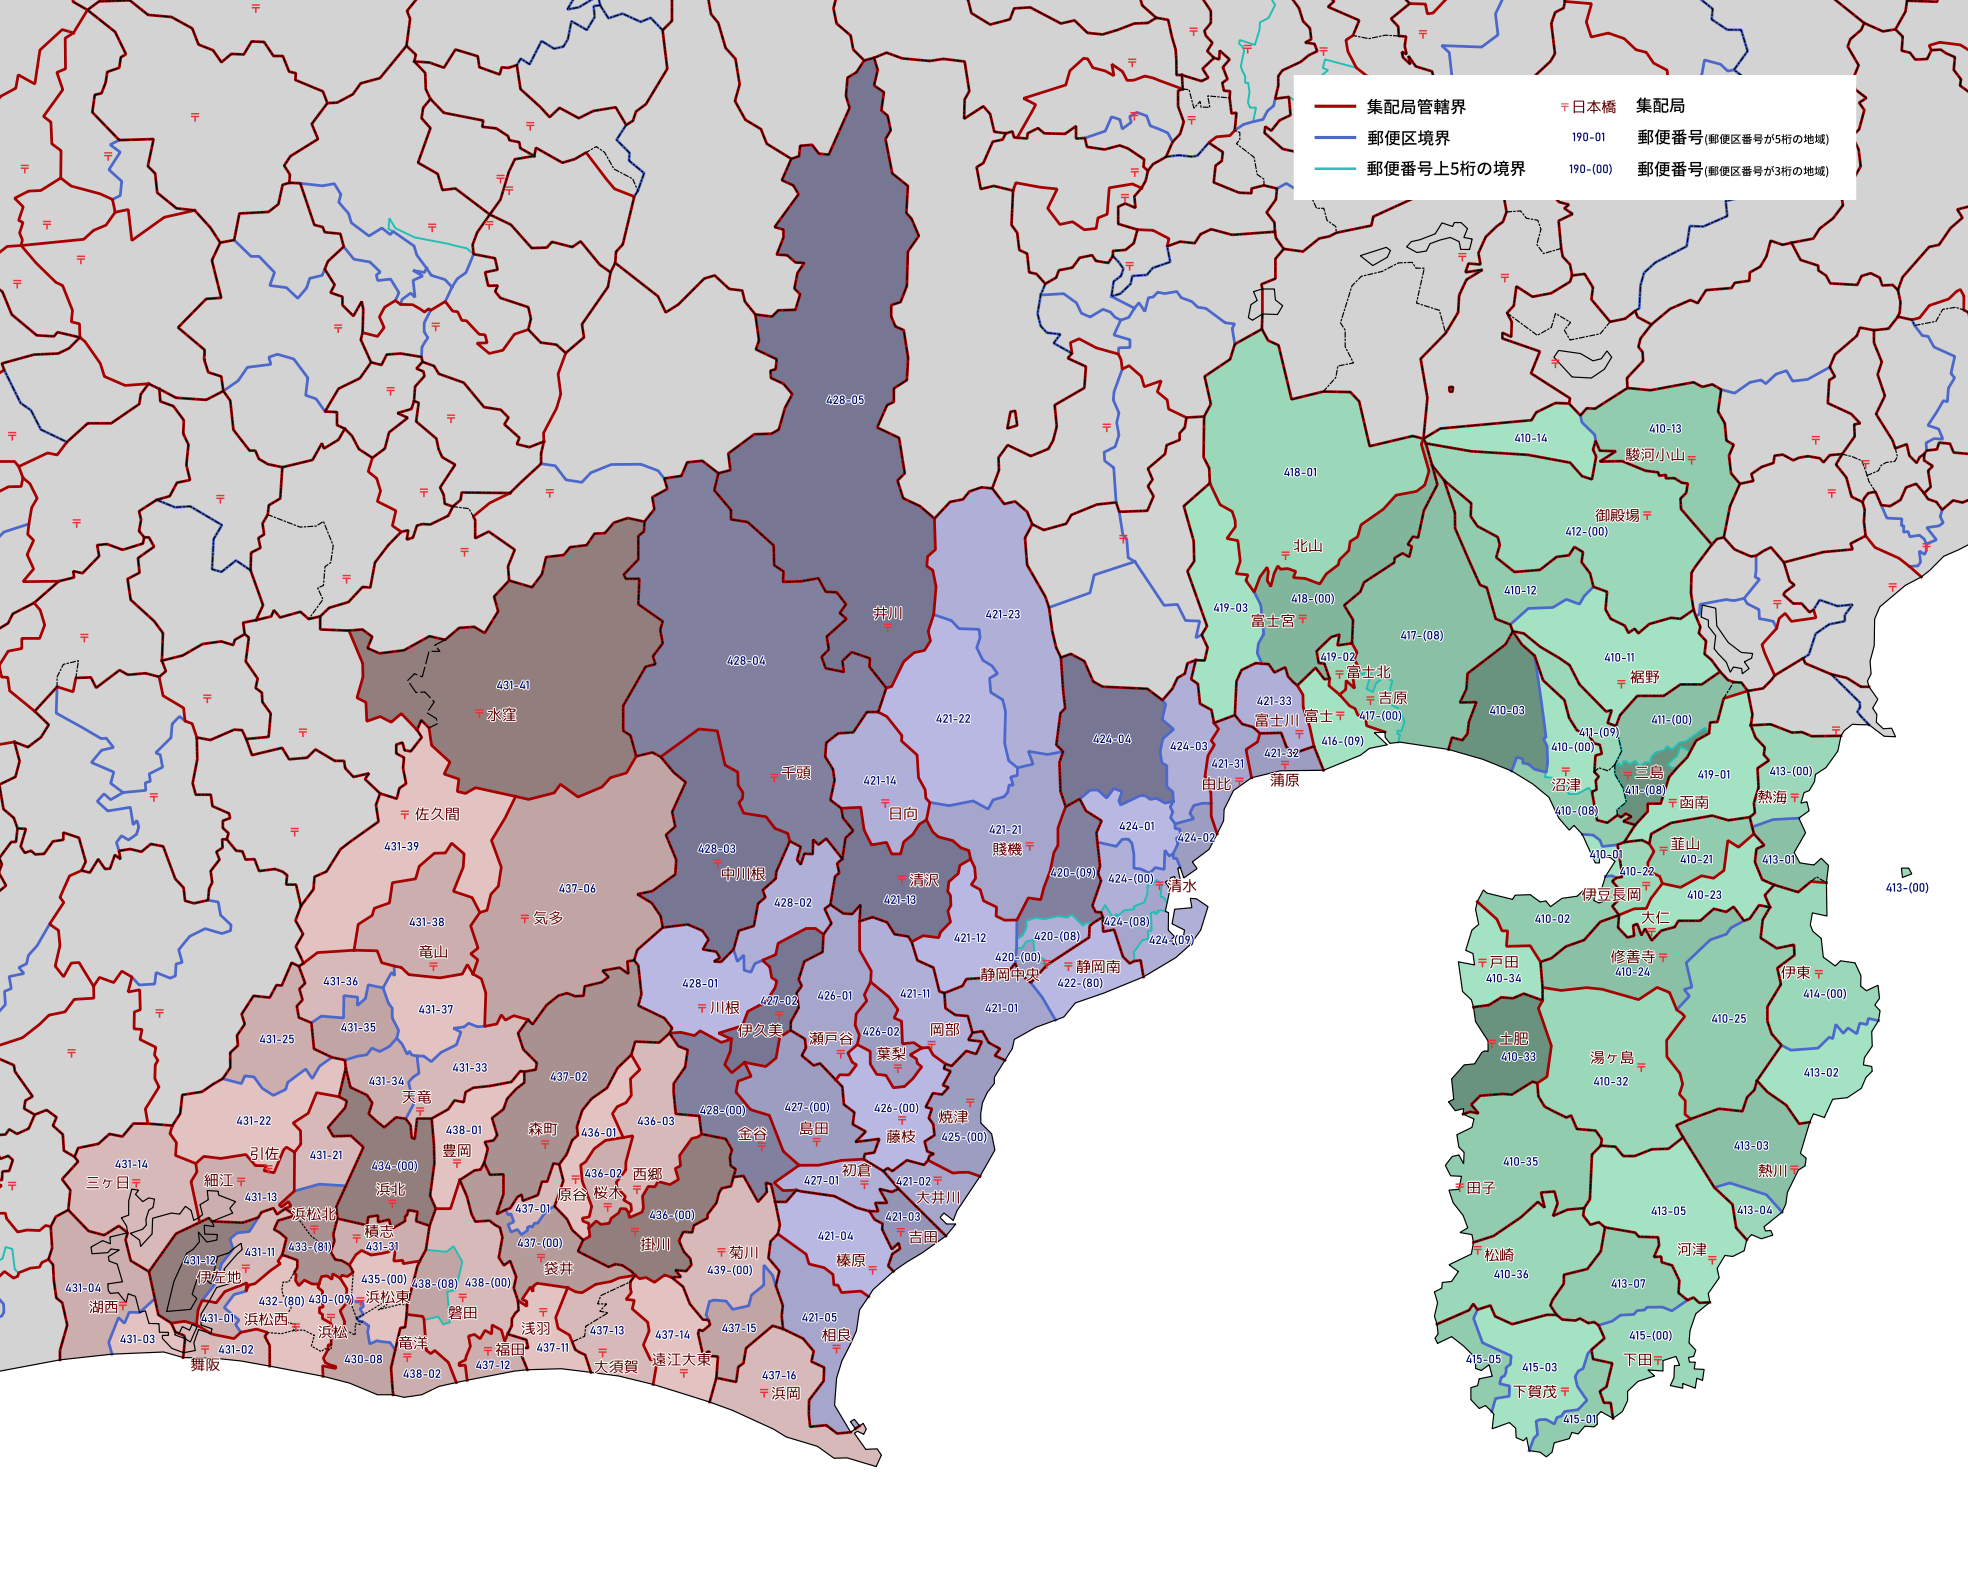 集配局管轄界
〒日本橋 集配局
郵便区境界
190-01 郵便番号(郵便区番号が5桁の地域)
郵便番号上5桁の境界
190-(00) 郵便番号(郵便区番号が3桁の地域)
428-05
418-01
410-14
410-13
駿河小山
御殿場
412-(00)
北山
井川
421-23
419-03
418-(00)
富士宮
410-12
417-(08)
428-04
419-02
富士北
410-11
裾野
431-41
水窪
421-22
424-04
424-03
421-33
富士川
富士
吉原
417-(00)
410-03
411-(00)
411-(09)
416-(09)
410-(00)
421-32
421-31
由比
蒲原
千頭
421-14
日向
沼津
三島
411-(08)
419-01
413-(00)
熱海
函南
410-(08)
佐久間
431-39
421-21
賤機
424-01
424-02
428-03
中川根
410-01
韮山
410-21
413-01
410-22
420-(09)
424-(00)
清水
清沢
421-13
437-06
気多
428-02
伊豆長岡
410-23
413-(00)
大仁
410-02
431-38
竜山
421-12
420-(08)
424-(08)
424-(09)
420-(00)
静岡中央
静岡南
422-(80)
戸田
410-34
修善寺
410-24
伊東
414-(00)
431-36
428-01
川根
427-02
伊久美
426-01
421-11
421-01
431-37
431-35
431-25
瀬戸谷
426-02
葉梨
岡部
410-25
土肥
410-33
湯ヶ島
410-32
413-02
431-33
431-34
天竜
437-02
森町
431-22
引佐
438-01
豊岡
436-01
436-03
428-(00)
金谷
427-(00)
島田
426-(00)
藤枝
焼津
425-(00)
431-14
三ヶ日
431-21
434-(00)
浜北
細江
431-13
436-02
西郷
原谷
桜木
初倉
427-01
421-02
大井川
410-35
田子
413-03
熱川
413-04
413-05
437-01
436-(00)
掛川
421-03
吉田
浜松北
433-(81)
積志
431-31
431-11
431-12
伊左地
437-(00)
袋井
菊川
439-(00)
421-04
榛原
松崎
410-36
河津
413-07
431-04
湖西
435-(00)
浜松東
438-(08)
438-(00)
磐田
432-(80)
430-(09)
浜松西
浜松
431-01
431-03
431-02
舞阪
430-08
竜洋
438-02
福田
437-12
浅羽
437-11
437-13
大須賀
437-14
遠江大東
437-15
421-05
相良
437-16
浜岡
415-(00)
下田
415-05
415-03
下賀茂
415-01